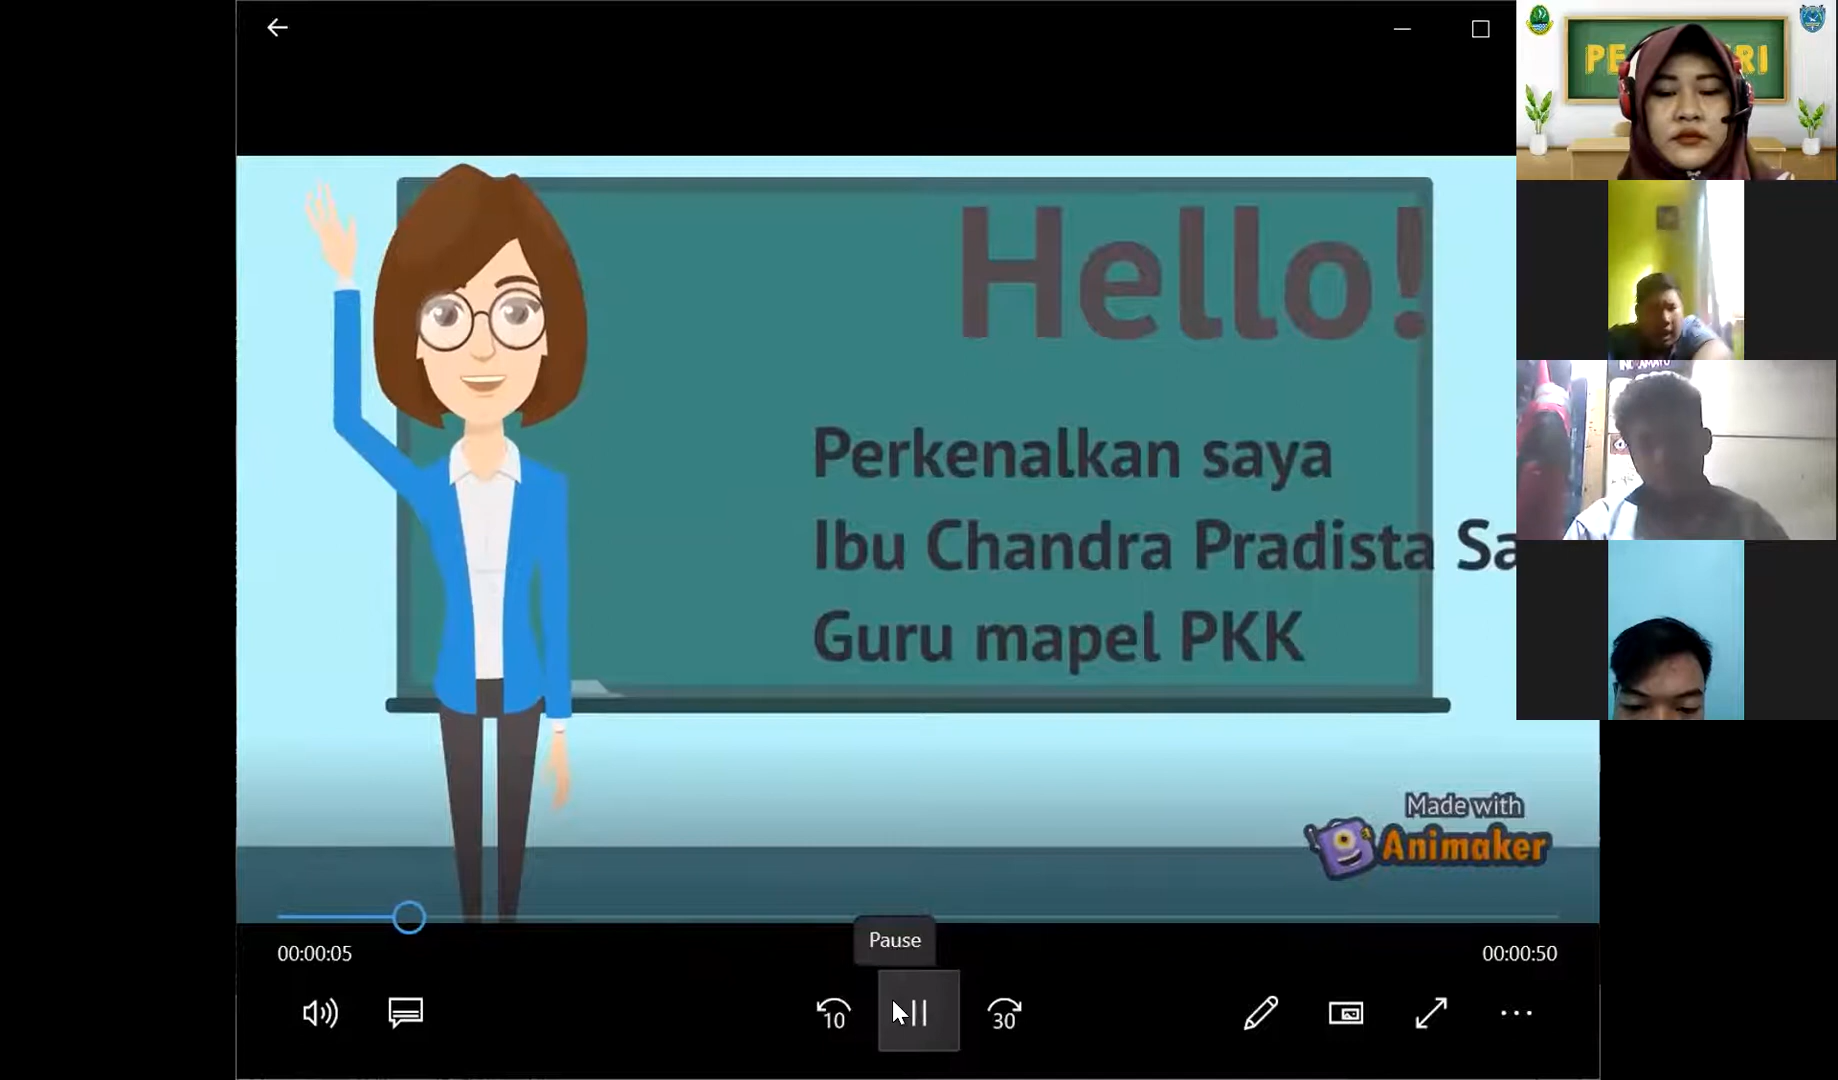 Hello!
Perkenalkan saya
Ibu Chandra Pradista Sa
Guru mapel PKK
Made with
Animaker
Pause
00:00:05
00:00:50
10
30